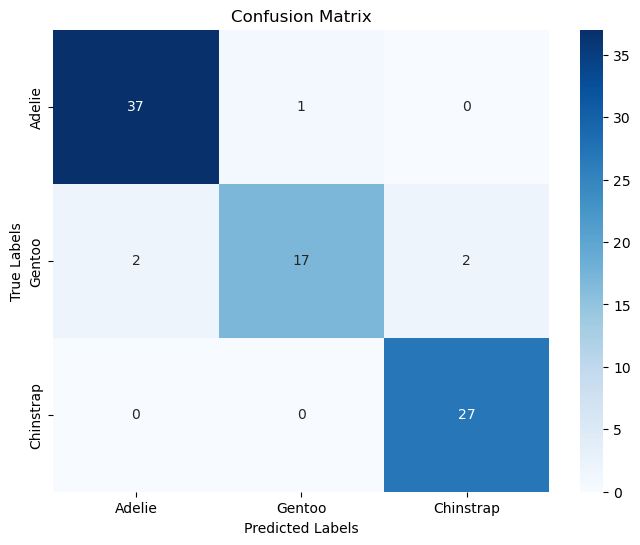 Confusion Matrix
True Labels
Adelie
37
1
0
Gentoo
2
17
2
Chinstrap
0
0
27
Adelie
Gentoo
Chinstrap
Predicted Labels
35
30
25
20
15
10
5
0